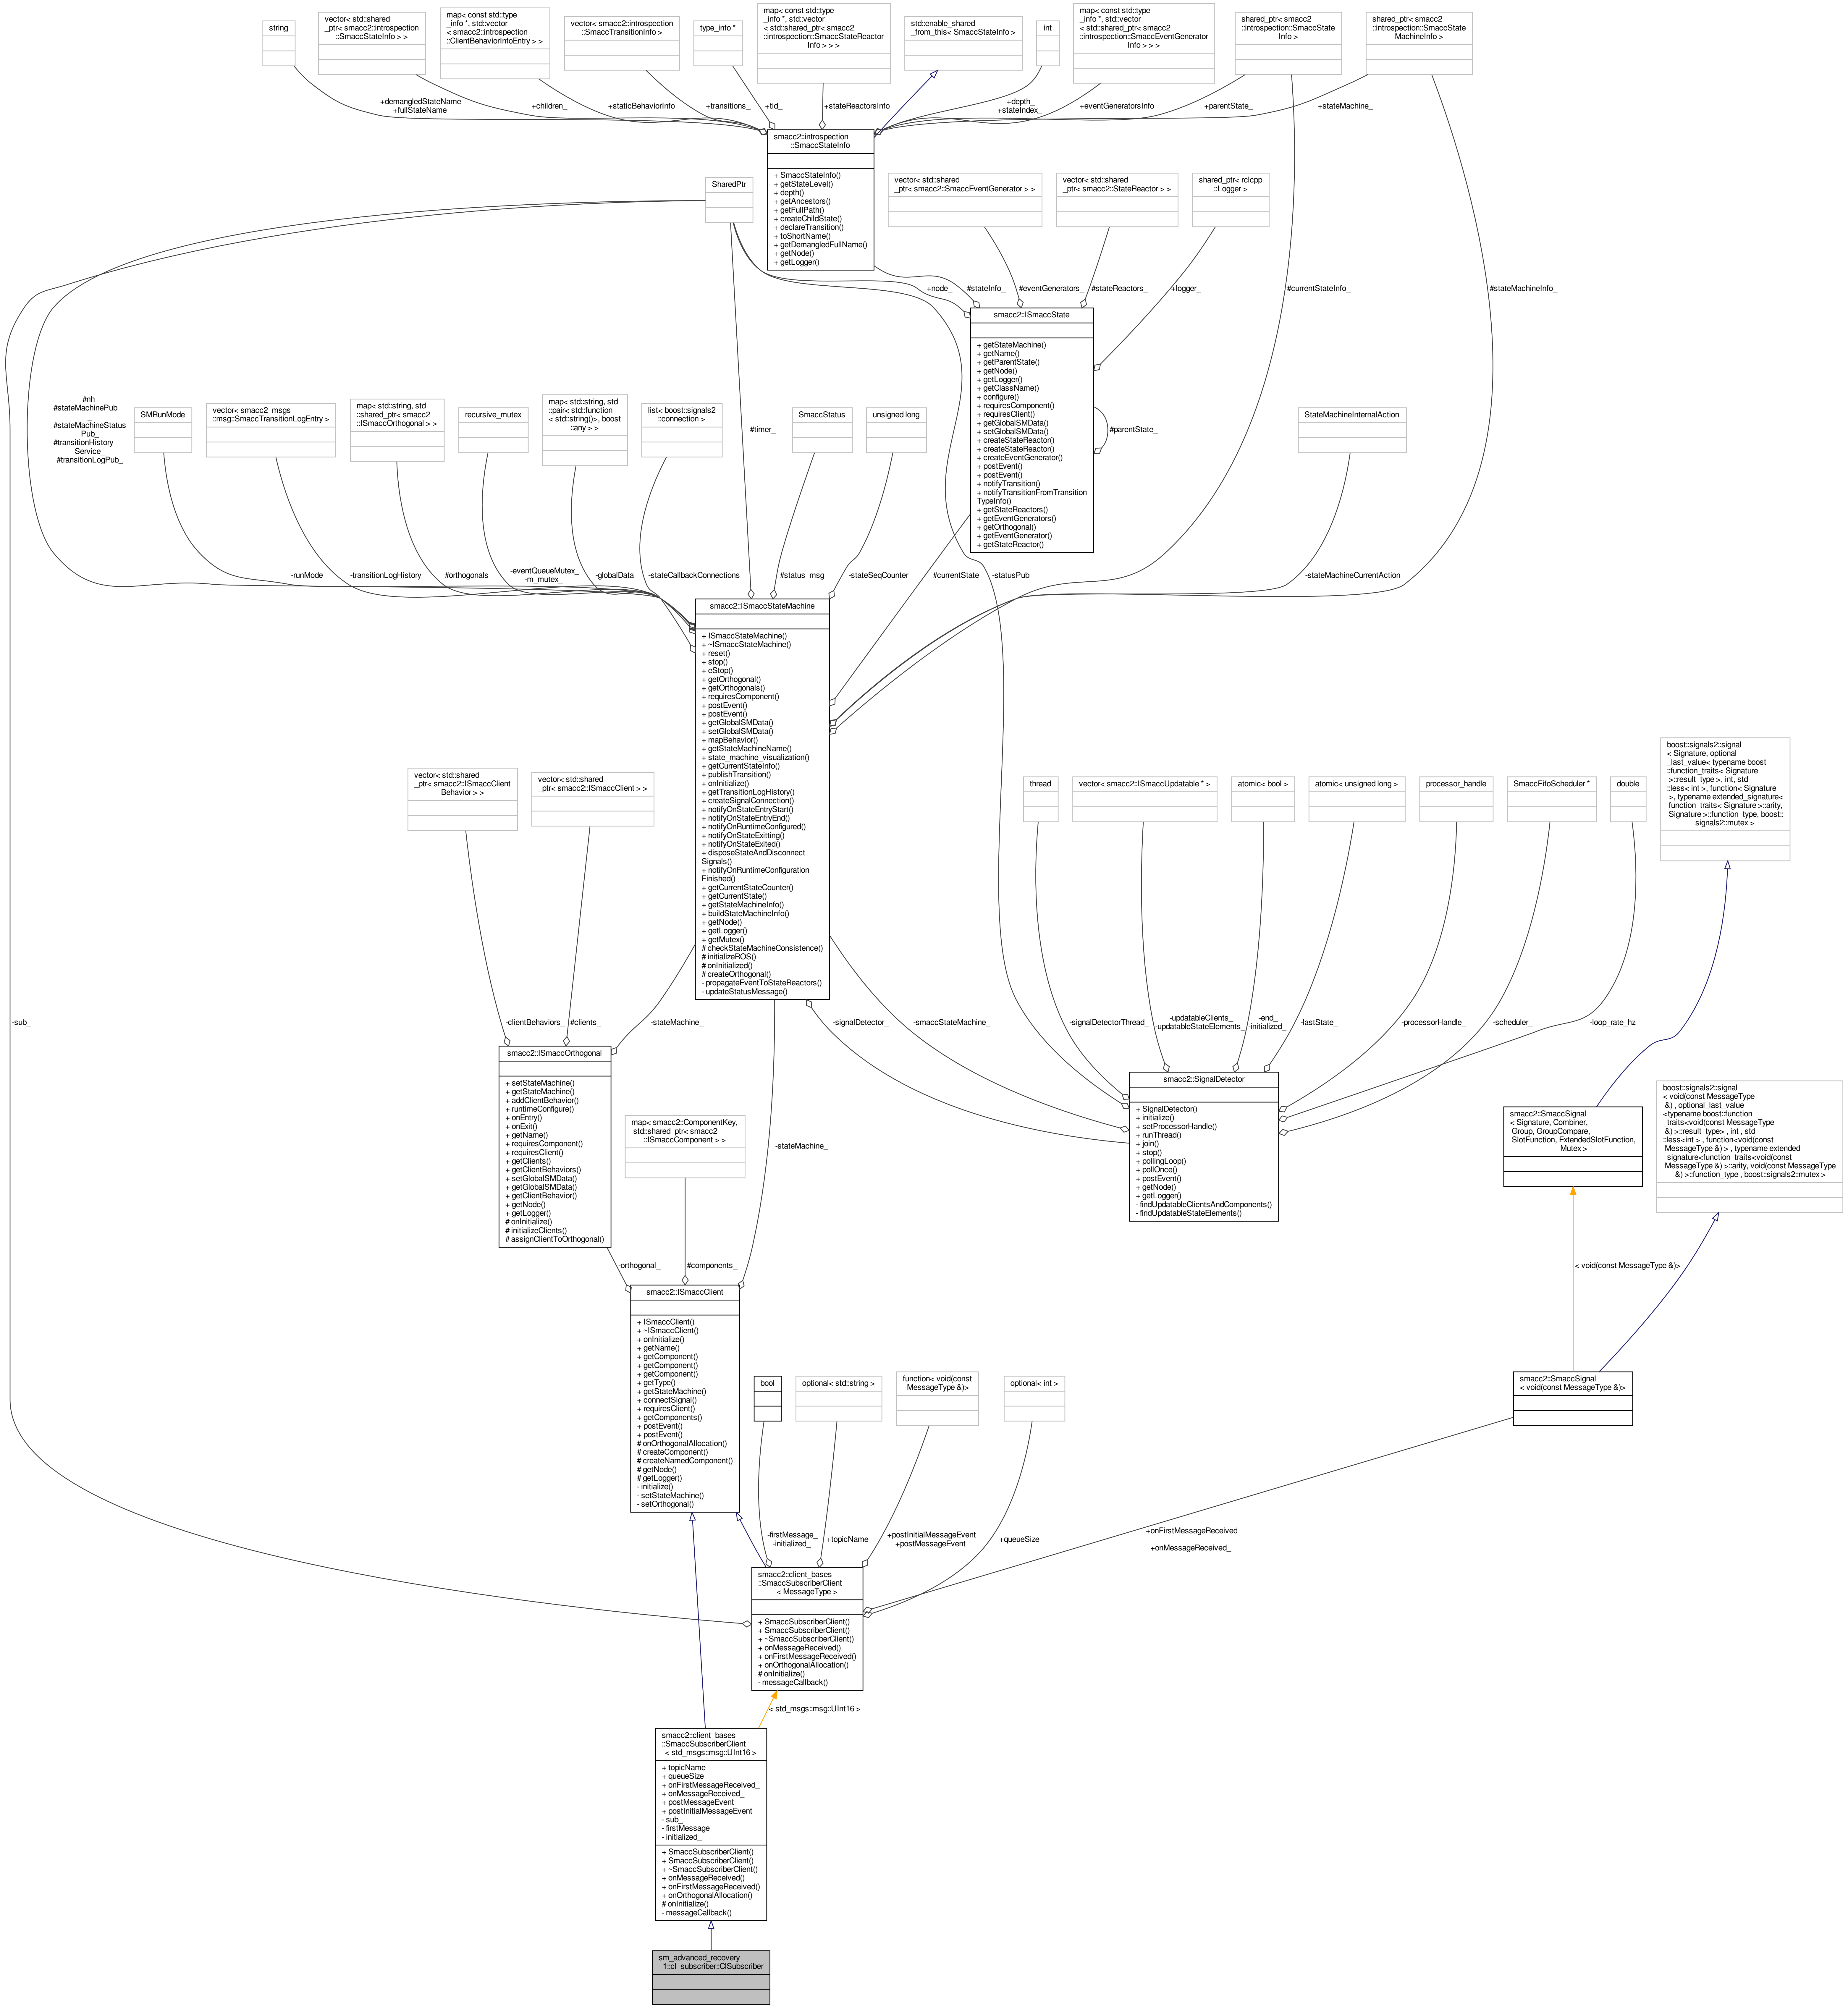 string
vector< std::shared
_ptr< smacc2::introspection
::SmaccStateInfo > >
map< const std::type
_info *, std::vector
< smacc2::introspection
::ClientBehaviorInfoEntry > >
vector< smacc2::introspection
::SmaccTransitionInfo >
type_info *
map< const std::type
_info *, std::vector
< std::shared_ptr< smacc2
::introspection::SmaccStateReactor
Info > > >
std::enable_shared
_from_this< SmaccStateInfo >
int
map< const std::type
_info *, std::vector
< std::shared_ptr< smacc2
::introspection::SmaccEventGenerator
Info > > >
shared_ptr< smacc2
::introspection::SmaccState
Info >
shared_ptr< smacc2
::introspection::SmaccState
MachineInfo >
+demangledStateName
+fullStateName
+children_
+staticBehaviorInfo
+transitions_
+tid_
+stateReactorsInfo
+depth_
+stateIndex_
+eventGeneratorsInfo
+parentState_
+stateMachine_
smacc2::introspection
::SmaccStateInfo
+ SmaccStateInfo()
+ getStateLevel()
+ depth()
+ getAncestors()
+ getFullPath()
+ createChildState()
+ declareTransition()
+ toShortName()
+ getDemangledFullName()
+ getNode()
+ getLogger()
SharedPtr
vector< std::shared
_ptr< smacc2::SmaccEventGenerator > >
vector< std::shared
_ptr< smacc2::StateReactor > >
shared_ptr< rclcpp
::Logger >
+node_
#stateInfo_
#eventGenerators_
#stateReactors_
+logger_
#currentStateInfo_
#stateMachineInfo_
smacc2::ISmaccState
+ getStateMachine()
+ getName()
+ getParentState()
+ getNode()
+ getLogger()
+ getClassName()
+ configure()
+ requiresComponent()
+ requiresClient()
+ getGlobalSMData()
+ setGlobalSMData()
+ createStateReactor()
+ createStateReactor()
+ createEventGenerator()
+ postEvent()
+ postEvent()
+ notifyTransition()
+ notifyTransitionFromTransition
TypeInfo()
+ getStateReactors()
+ getEventGenerators()
+ getOrthogonal()
+ getEventGenerator()
+ getStateReactor()
#parentState_
#nh_
#stateMachinePub
_
#stateMachineStatus
Pub_
#transitionHistory
Service_
#transitionLogPub_
SMRunMode
vector< smacc2_msgs
::msg::SmaccTransitionLogEntry >
map< std::string, std
::shared_ptr< smacc2
::ISmaccOrthogonal > >
recursive_mutex
map< std::string, std
::pair< std::function
< std::string()>, boost
::any > >
list< boost::signals2
::connection >
#timer_
SmaccStatus
unsigned long
StateMachineInternalAction
-runMode_
-transitionLogHistory_
#orthogonals_
-eventQueueMutex_
-m_mutex_
-globalData_
-stateCallbackConnections
#status_msg_
-stateSeqCounter_
#currentState_
-statusPub_
-stateMachineCurrentAction
smacc2::ISmaccStateMachine
+ ISmaccStateMachine()
+ ~ISmaccStateMachine()
+ reset()
+ stop()
+ eStop()
+ getOrthogonal()
+ getOrthogonals()
+ requiresComponent()
+ postEvent()
+ postEvent()
+ getGlobalSMData()
+ setGlobalSMData()
+ mapBehavior()
+ getStateMachineName()
+ state_machine_visualization()
+ getCurrentStateInfo()
+ publishTransition()
+ onInitialize()
+ getTransitionLogHistory()
+ createSignalConnection()
+ notifyOnStateEntryStart()
+ notifyOnStateEntryEnd()
+ notifyOnRuntimeConfigured()
+ notifyOnStateExitting()
+ notifyOnStateExited()
+ disposeStateAndDisconnect
Signals()
+ notifyOnRuntimeConfiguration
Finished()
+ getCurrentStateCounter()
+ getCurrentState()
+ getStateMachineInfo()
+ buildStateMachineInfo()
+ getNode()
+ getLogger()
+ getMutex()
# checkStateMachineConsistence()
# initializeROS()
# onInitialized()
# createOrthogonal()
- propagateEventToStateReactors()
- updateStatusMessage()
vector< std::shared
_ptr< smacc2::ISmaccClient
Behavior > >
vector< std::shared
_ptr< smacc2::ISmaccClient > >
thread
vector< smacc2::ISmaccUpdatable * >
atomic< bool >
atomic< unsigned long >
processor_handle
SmaccFifoScheduler *
double
boost::signals2::signal
< Signature, optional
_last_value< typename boost
::function_traits< Signature
>::result_type >, int, std
::less< int >, function< Signature
>, typename extended_signature<
function_traits< Signature >::arity,
Signature >::function_type, boost::
signals2::mutex >
-sub_
-clientBehaviors_
#clients_
-stateMachine_
-signalDetector_
-smaccStateMachine_
-signalDetectorThread_
-updatableClients_
-updatableStateElements_
-end_
-initialized_
-lastState_
-processorHandle_
-scheduler_
-loop_rate_hz
smacc2::ISmaccOrthogonal
+ setStateMachine()
+ getStateMachine()
+ addClientBehavior()
+ runtimeConfigure()
+ onEntry()
+ onExit()
+ getName()
+ requiresComponent()
+ requiresClient()
+ getClients()
+ getClientBehaviors()
+ setGlobalSMData()
+ getGlobalSMData()
+ getClientBehavior()
+ getNode()
+ getLogger()
# onInitialize()
# initializeClients()
# assignClientToOrthogonal()
smacc2::SignalDetector
+ SignalDetector()
+ initialize()
+ setProcessorHandle()
+ runThread()
+ join()
+ stop()
+ pollingLoop()
+ pollOnce()
+ postEvent()
+ getNode()
+ getLogger()
- findUpdatableClientsAndComponents()
- findUpdatableStateElements()
smacc2::SmaccSignal
< Signature, Combiner,
Group, GroupCompare,
SlotFunction, ExtendedSlotFunction,
Mutex >
boost::signals2::signal
< void(const MessageType
&) , optional_last_value
<typename boost::function
_traits<void(const MessageType
&) >::result_type> , int , std
::less<int > , function<void(const
MessageType &) > , typename extended
_signature<function_traits<void(const
MessageType &) >::arity, void(const MessageType
&) >::function_type , boost::signals2::mutex >
map< smacc2::ComponentKey,
std::shared_ptr< smacc2
::ISmaccComponent > >
-stateMachine_
-orthogonal_
#components_
< void(const MessageType &)>
smacc2::ISmaccClient
+ ISmaccClient()
+ ~ISmaccClient()
+ onInitialize()
+ getName()
+ getComponent()
+ getComponent()
+ getComponent()
+ getType()
+ getStateMachine()
+ connectSignal()
+ requiresClient()
+ getComponents()
+ postEvent()
+ postEvent()
# onOrthogonalAllocation()
# createComponent()
# createNamedComponent()
# getNode()
# getLogger()
- initialize()
- setStateMachine()
- setOrthogonal()
bool
optional< std::string >
function< void(const
MessageType &)>
optional< int >
smacc2::SmaccSignal
< void(const MessageType &)>
-firstMessage_
-initialized_
+topicName
+postInitialMessageEvent
+postMessageEvent
+queueSize
+onFirstMessageReceived
_
+onMessageReceived_
smacc2::client_bases
::SmaccSubscriberClient
< MessageType >
+ SmaccSubscriberClient()
+ SmaccSubscriberClient()
+ ~SmaccSubscriberClient()
+ onMessageReceived()
+ onFirstMessageReceived()
+ onOrthogonalAllocation()
# onInitialize()
- messageCallback()
< std_msgs::msg::UInt16 >
smacc2::client_bases
::SmaccSubscriberClient
< std_msgs::msg::UInt16 >
+ topicName
+ queueSize
+ onFirstMessageReceived_
+ onMessageReceived_
+ postMessageEvent
+ postInitialMessageEvent
- sub_
- firstMessage_
- initialized_
+ SmaccSubscriberClient()
+ SmaccSubscriberClient()
+ ~SmaccSubscriberClient()
+ onMessageReceived()
+ onFirstMessageReceived()
+ onOrthogonalAllocation()
# onInitialize()
- messageCallback()
sm_advanced_recovery
_1::cl_subscriber::ClSubscriber